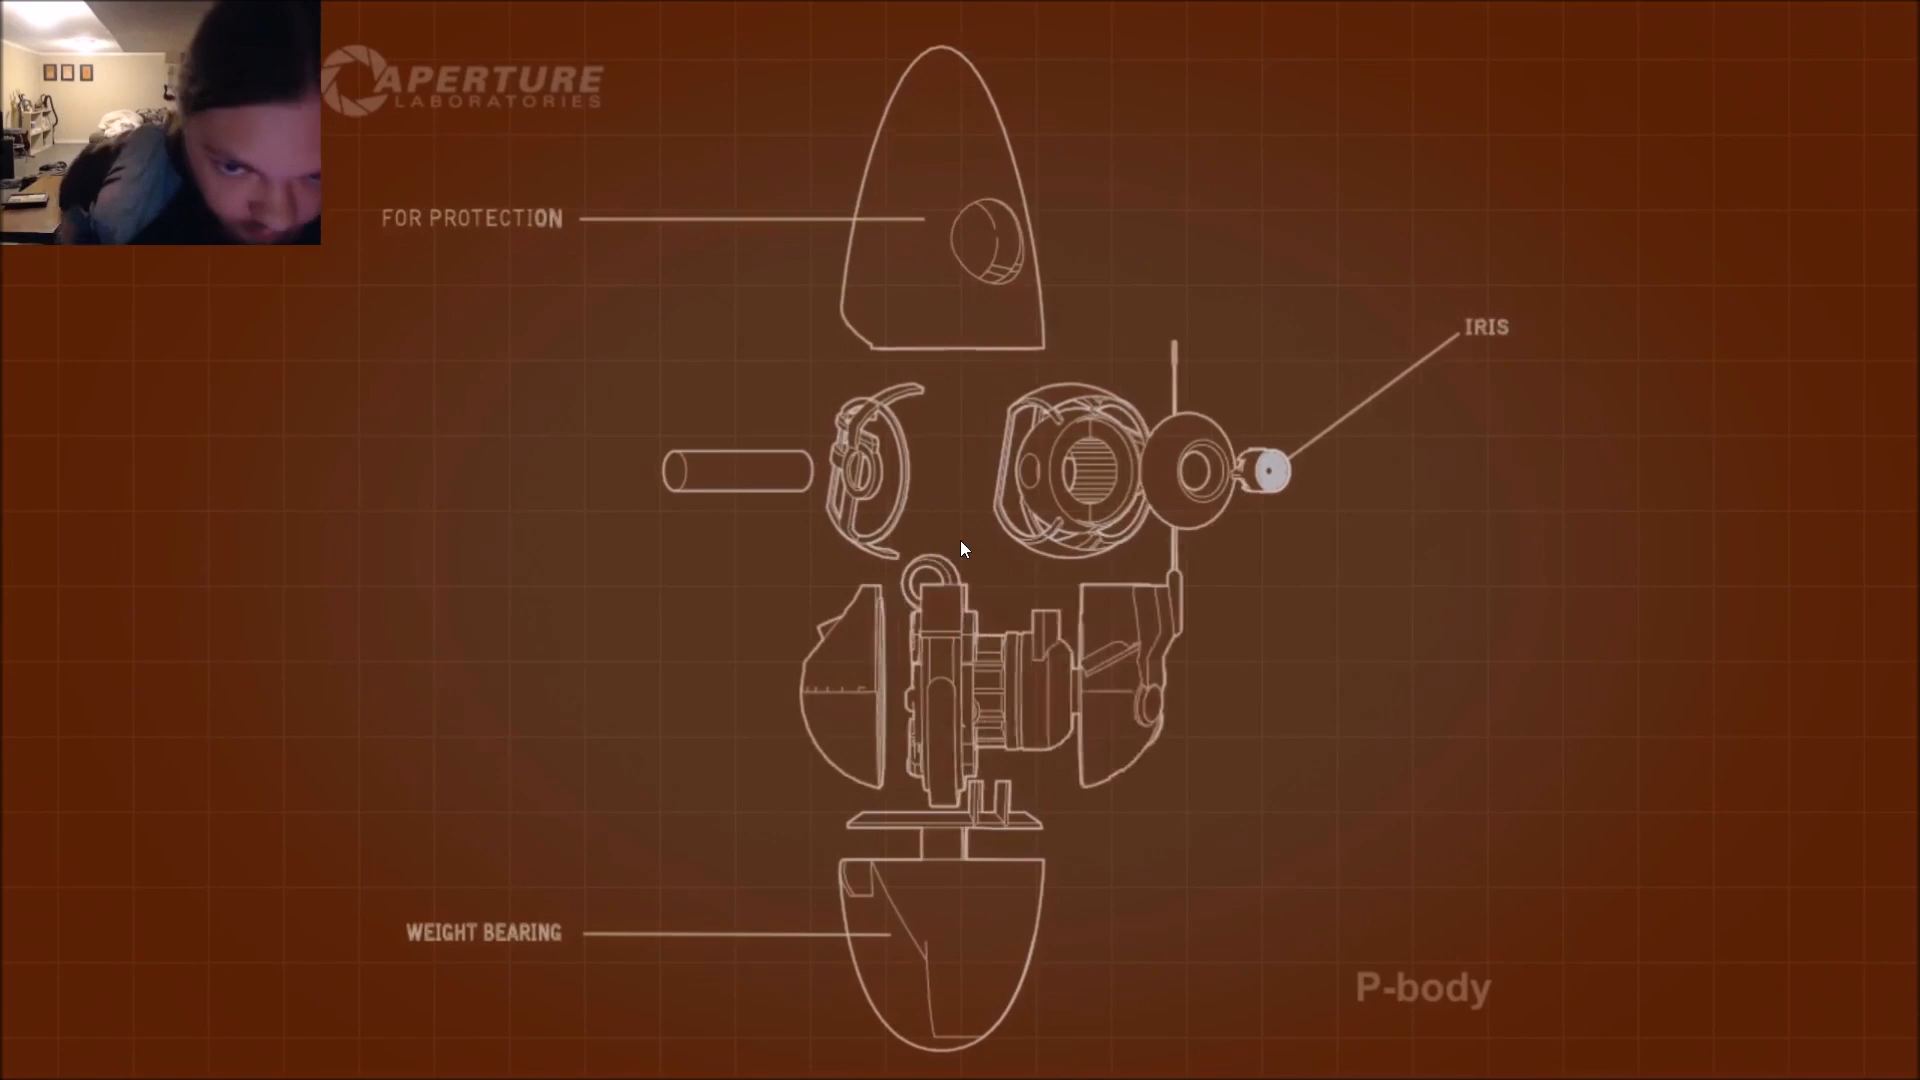 APERTURE
LABORATORIES
FOR PROTECTION
IRIS
WEIGHT BEARING
P-body